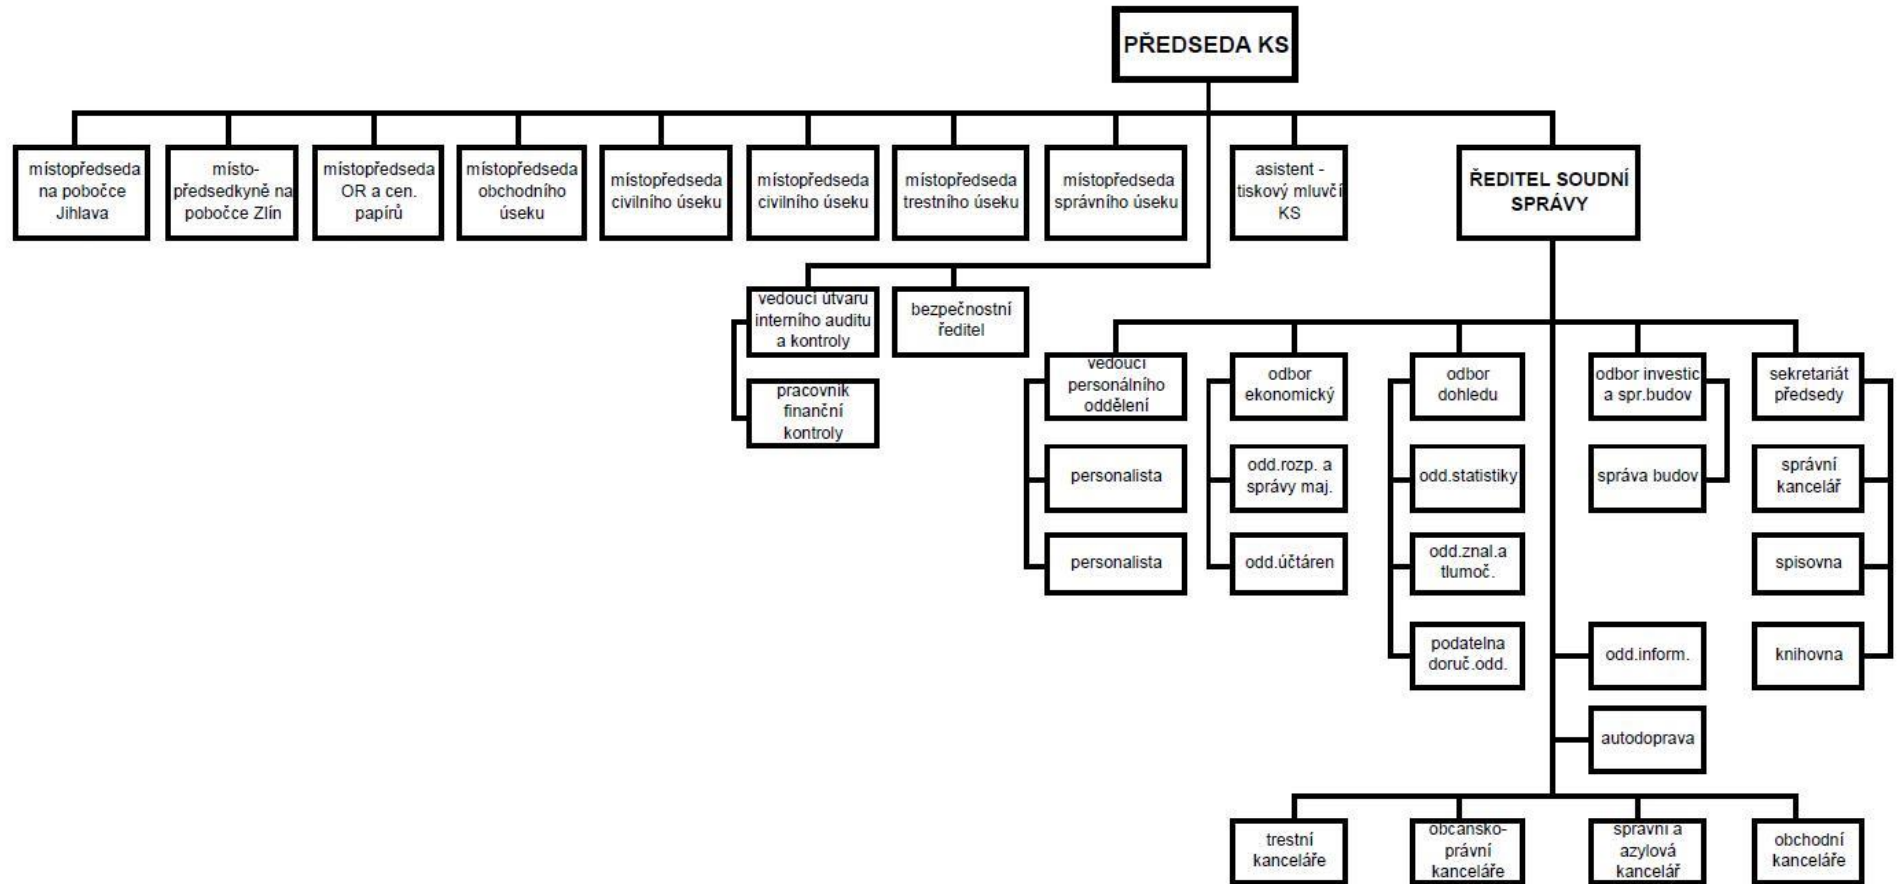 PŘEDSEDA KS
místopředseda
na pobočce
Jihlava
místo-
předsedkyně na
pobočce Zlín
místopředseda
OR a cen.
papírů
místopředseda
obchodního
úseku
místopředseda
civilního úseku
místopředseda
civilního úseku
místopředseda
trestního úseku
místopředseda
správního úseku
asistent -
tiskový mluvčí
KS
ŘEDITEL SOUDNÍ
SPRÁVY
vedoucí útvaru
interního auditu
a kontroly
bezpečnostní
ředitel
pracovník
finanční
kontroly
vedoucí
personálního
oddělení
odbor
ekonomický
odbor
dohledu
odbor investic
a spr.budov
sekretariát
předsedy
personalista
odd.rozp. a
správy maj.
odd.statistiky
správa budov
správní
kancelář
personalista
odd.účtáren
odd.znal.a
tlumoč.
spisovna
podatelna
doruč.odd.
odd.inform.
knihovna
autodoprava
trestní
kanceláře
občansko-
právní
kanceláře
správní a
azylová
kancelář
obchodní
kanceláře